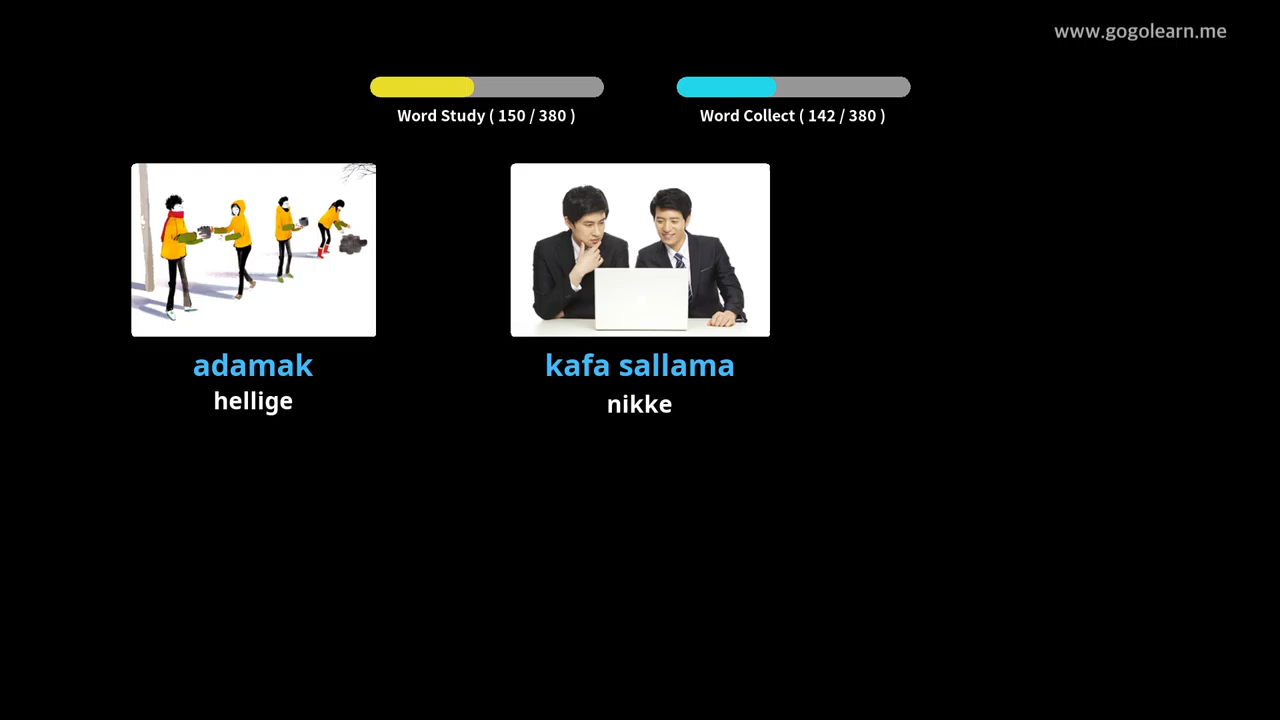 www.gogolearn.me
Word Study ( 150 / 380 )
Word Collect ( 142 / 380 )
adamak
hellige
kafa sallama
nikke